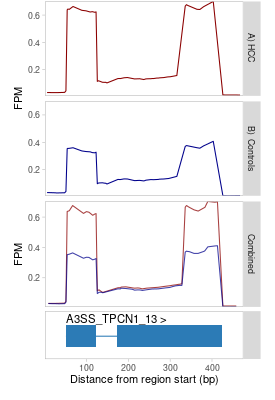 0.6
0.4
0.2
FPM
A) HCC
0.6
0.4
0.2
B) Controls
0.6
0.4
0.2
FPM
Combined
A3SS_TPCN1_13 >
0
100
200
300
400
Distance from region start (bp)